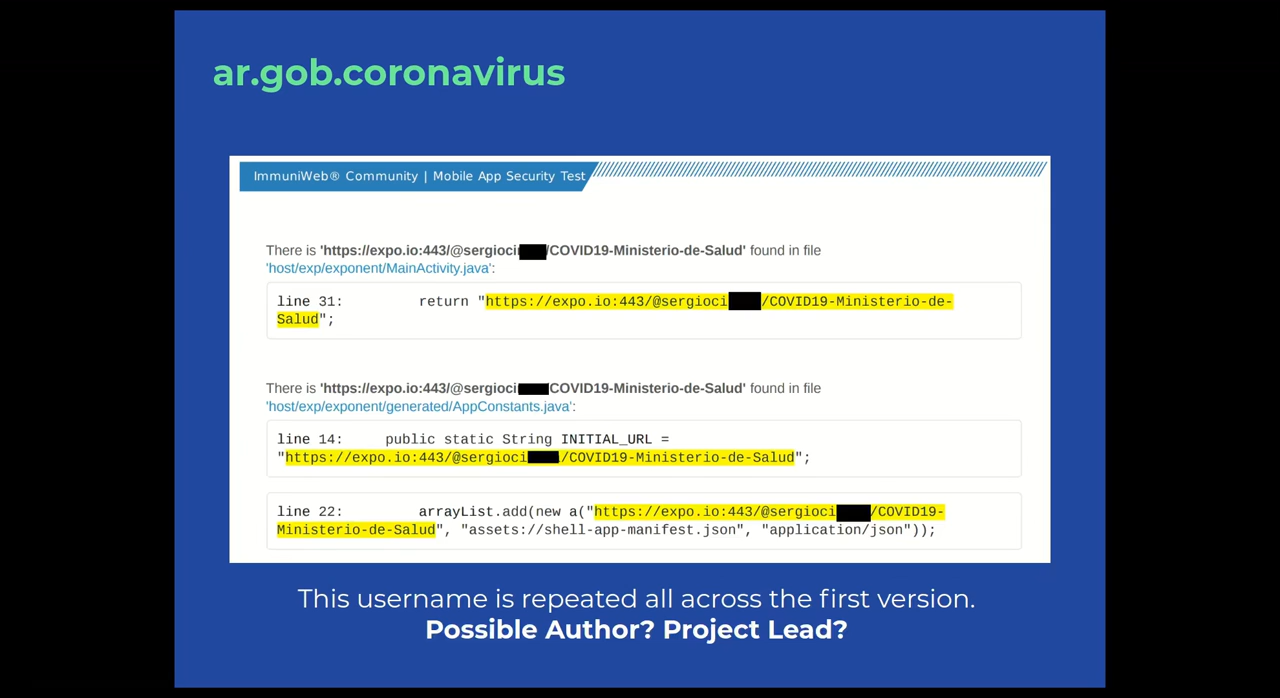 ar.gob.coronavirus
ImmuniWeb® Community | Mobile App Security Test
There is 'https://expo.io:443/@sergioci /COVID19-Ministerio-de-Salud' found in file
'host/exp/exponent/MainActivity.java':
line 31: return "https://expo.io:443/@sergioci /COVID19-Ministerio-de-
Salud";
There is 'https://expo.io:443/@sergioci COVID19-Ministerio-de-Salud' found in file
'host/exp/exponent/generated/AppConstants.java':
line 14: public static String INITIAL_URL =
"https://expo.io:443/@sergioci /COVID19-Ministerio-de-Salud";
line 22: arrayList.add(new a("https://expo.io:443/@sergioci /COVID19-
Ministerio-de-Salud", "assets://shell-app-manifest.json", "application/json"));
This username is repeated all across the first version.
Possible Author? Project Lead?